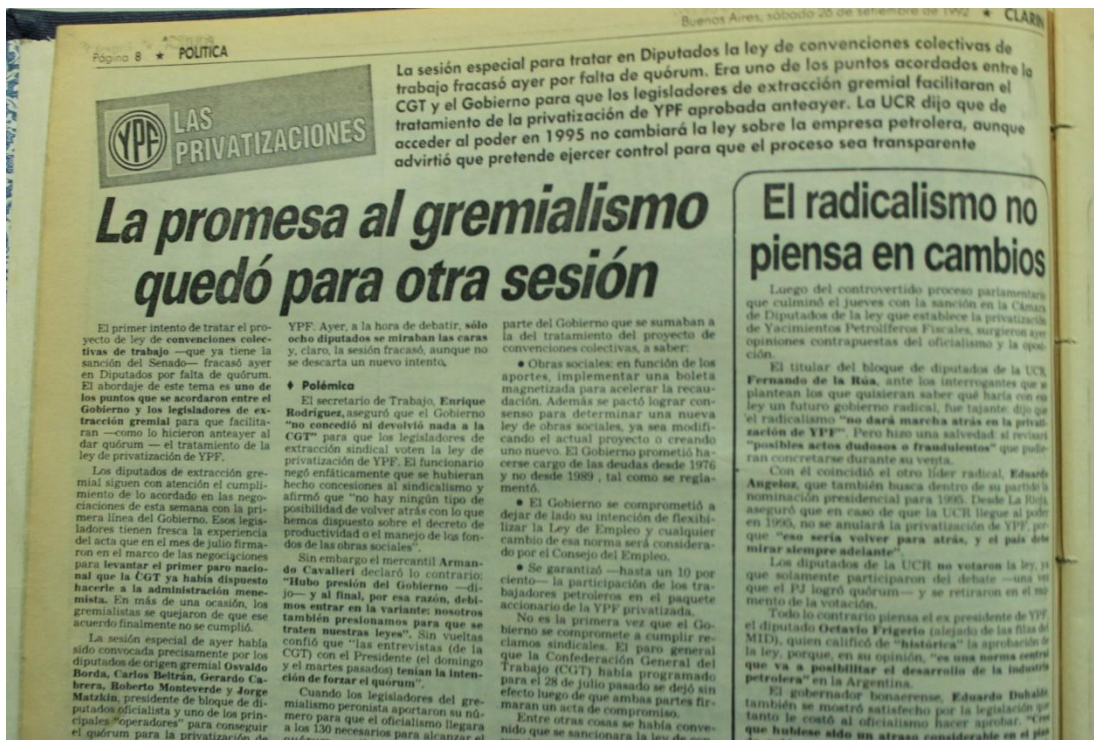 Buenos Aires, sábado 26 de setiembre de 1992 ★ CLARIN
Página 8 ★ POLITICA
YPF
LAS
PRIVATIZACIONES
La sesión especial para tratar en Diputados la ley de convenciones colectivas de
trabajo fracasó ayer por falta de quórum. Era uno de los puntos acordados entre la
CGT y el Gobierno para que los legisladores de extracción gremial facilitaran el
tratamiento de la privatización de YPF aprobada anteayer. La UCR dijo que de
acceder al poder en 1995 no cambiará la ley sobre la empresa petrolera, aunque
advirtió que pretende ejercer control para que el proceso sea transparente
La promesa al gremialismo
quedó para otra sesión
El primer intento de tratar el pro-
yecto de ley de convenciones colec-
tivas de trabajo —que ya tiene la
sanción del Senado— fracasó ayer
en Diputados por falta de quórum.
El abordaje de este tema es uno de
los puntos que se acordaron entre el
Gobierno y los legisladores de ex-
tracción gremial para que facilita-
ran —como lo hicieron anteayer al
dar quórum — el tratamiento de la
ley de privatización de YPF.
Los diputados de extracción gre-
mial siguen con atención el cumpli-
miento de lo acordado en las nego-
ciaciones de esta semana con la pri-
mera línea del Gobierno. Esos legis-
ladores tienen fresca la experiencia
del acta que en el mes de julio firma-
ron en el marco de las negociaciones
para levantar el primer paro nacio-
nal que la CGT ya había dispuesto
hacerle a la administración mene-
mista. En más de una ocasión, los
gremialistas se quejaron de que ese
acuerdo finalmente no se cumplió.
La sesión especial de ayer había
sido convocada precisamente por los
diputados de origen gremial Osvaldo
Borda, Carlos Beltrán, Gerardo Ca-
brera, Roberto Monteverde y Jorge
Matzkin, presidente de bloque de di-
putados oficialista y uno de los prin-
cipales "operadores" para conseguir
el quórum para la privatización de
YPF. Ayer, a la hora de debatir, sólo
ocho diputados se miraban las caras
y, claro, la sesión fracasó, aunque no
se descarta un nuevo intento.
♦ Polémica
El secretario de Trabajo, Enrique
Rodríguez, aseguró que el Gobierno
"no concedió ni devolvió nada a la
CGT" para que los legisladores de
extracción sindical voten la ley de
privatización de YPF. El funcionario
negó enfáticamente que se hubieran
hecho concesiones al sindicalismo y
afirmó que "no hay ningún tipo de
posibilidad de volver atrás con lo que
hemos dispuesto sobre el decreto de
productividad o el manejo de los fon-
dos de las obras sociales".
Sin embargo el mercantil Arman-
do Cavalieri declaró lo contrario:
"Hubo presión del Gobierno —di-
jo— y al final, por esa razón, debi-
mos entrar en la variante: nosotros
también presionamos para que se
traten nuestras leyes". Sin vueltas
confió que "las entrevistas (de la
CGT) con el Presidente (el domingo
y el martes pasados) tenían la inten-
ción de forzar el quórum".
Cuando los legisladores del gre-
mialismo peronista aportaron su nú-
mero para que el oficialismo llegara
a los 130 necesarios para alcanzar el
parte del Gobierno que se sumaban a
la del tratamiento del proyecto de
convenciones colectivas, a saber:
● Obras sociales: en función de los
aportes, implementar una boleta
magnetizada para acelerar la recau-
dación. Además se pactó lograr con-
senso para determinar una nueva
ley de obras sociales, ya sea modifi-
cando el actual proyecto o creando
uno nuevo. El Gobierno prometió ha-
cerse cargo de las deudas desde 1976
y no desde 1989 , tal como se regla-
mentó.
● El Gobierno se comprometió a
dejar de lado su intención de flexibi-
lizar la Ley de Empleo y cualquier
cambio de esa norma será considera-
do por el Consejo del Empleo.
● Se garantizó —hasta un 10 por
ciento— la participación de los tra-
bajadores petroleros en el paquete
accionario de la YPF privatizada.
No es la primera vez que el Go-
bierno se compromete a cumplir re-
clamos sindicales. El paro general
que la Confederación General del
Trabajo (CGT) había programado
para el 28 de julio pasado se dejó sin
efecto luego de que ambas partes fir-
maran un acta de compromiso.
Entre otras cosas se había conve-
nido que se sancionara la ley de con-
El radicalismo no
piensa en cambios
Luego del controvertido proceso parlamentario
que culminó el jueves con la sanción en la Cámara
de Diputados de la ley que establece la privatización
de Yacimientos Petrolíferos Fiscales, surgieron ayer
opiniones contrapuestas del oficialismo y la oposi-
ción.
El titular del bloque de diputados de la UCR,
Fernando de la Rúa, ante los interrogantes que se
plantean los que quisieran saber qué haría con esa
ley un futuro gobierno radical, fue tajante: dijo que
el radicalismo "no dará marcha atrás en la privati-
zación de YPF". Pero hizo una salvedad: si revisará
"posibles actos dudosos o fraudulentos" que pudie-
ran concretarse durante su venta.
Con él coincidió el otro líder radical, Eduardo
Angeloz, que también busca dentro de su partido la
nominación presidencial para 1995. Desde La Rioja,
aseguró que en caso de que la UCR llegue al poder
en 1995, no se anulará la privatización de YPF, por-
que "eso sería volver para atrás, y el país debe
mirar siempre adelante".
Los diputados de la UCR no votaron la ley, ya
que solamente participaron del debate —una vez
que el PJ logró quórum— y se retiraron en el mo-
mento de la votación.
Todo lo contrario piensa el ex presidente de YPF,
el diputado Octavio Frigerio (alejado de las filas del
MID), quien calificó de "histórica" la aprobación de
la ley, porque, en su opinión, "es una norma central
que va a posibilitar el desarrollo de la industria
petrolera" en la Argentina.
El gobernador bonaerense, Eduardo Duhalde
también se mostró satisfecho por la legislación que
tanto le costó al oficialismo hacer aprobar. "Creo
que hubiese sido un atraso considerable en el plan